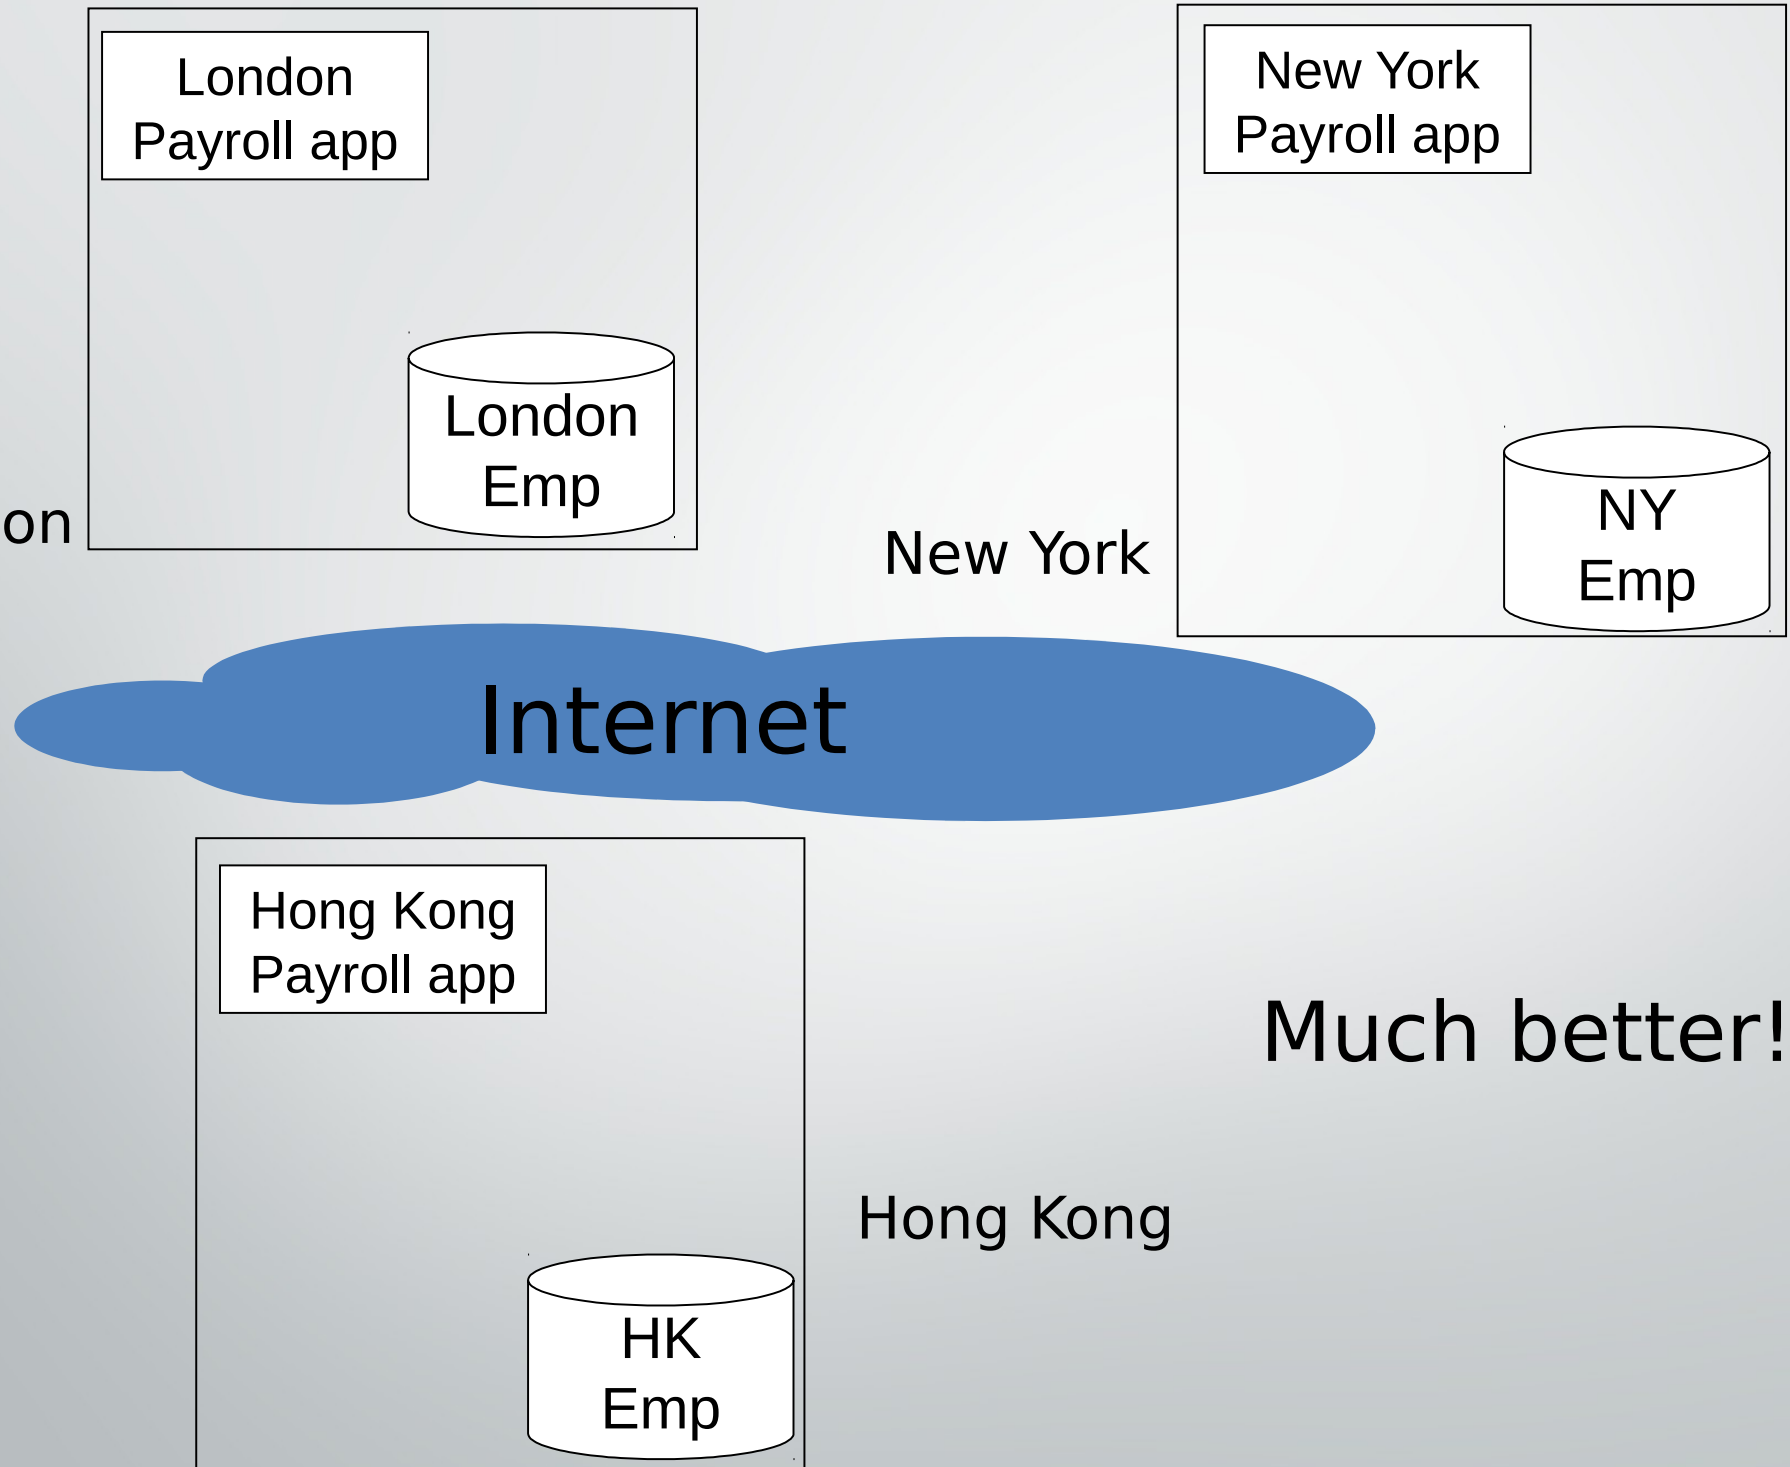 London
Payroll app
London
Emp
on
New York
Payroll app
NY
Emp
New York
Internet
Hong Kong
Payroll app
HK
Emp
Hong Kong
Much better!